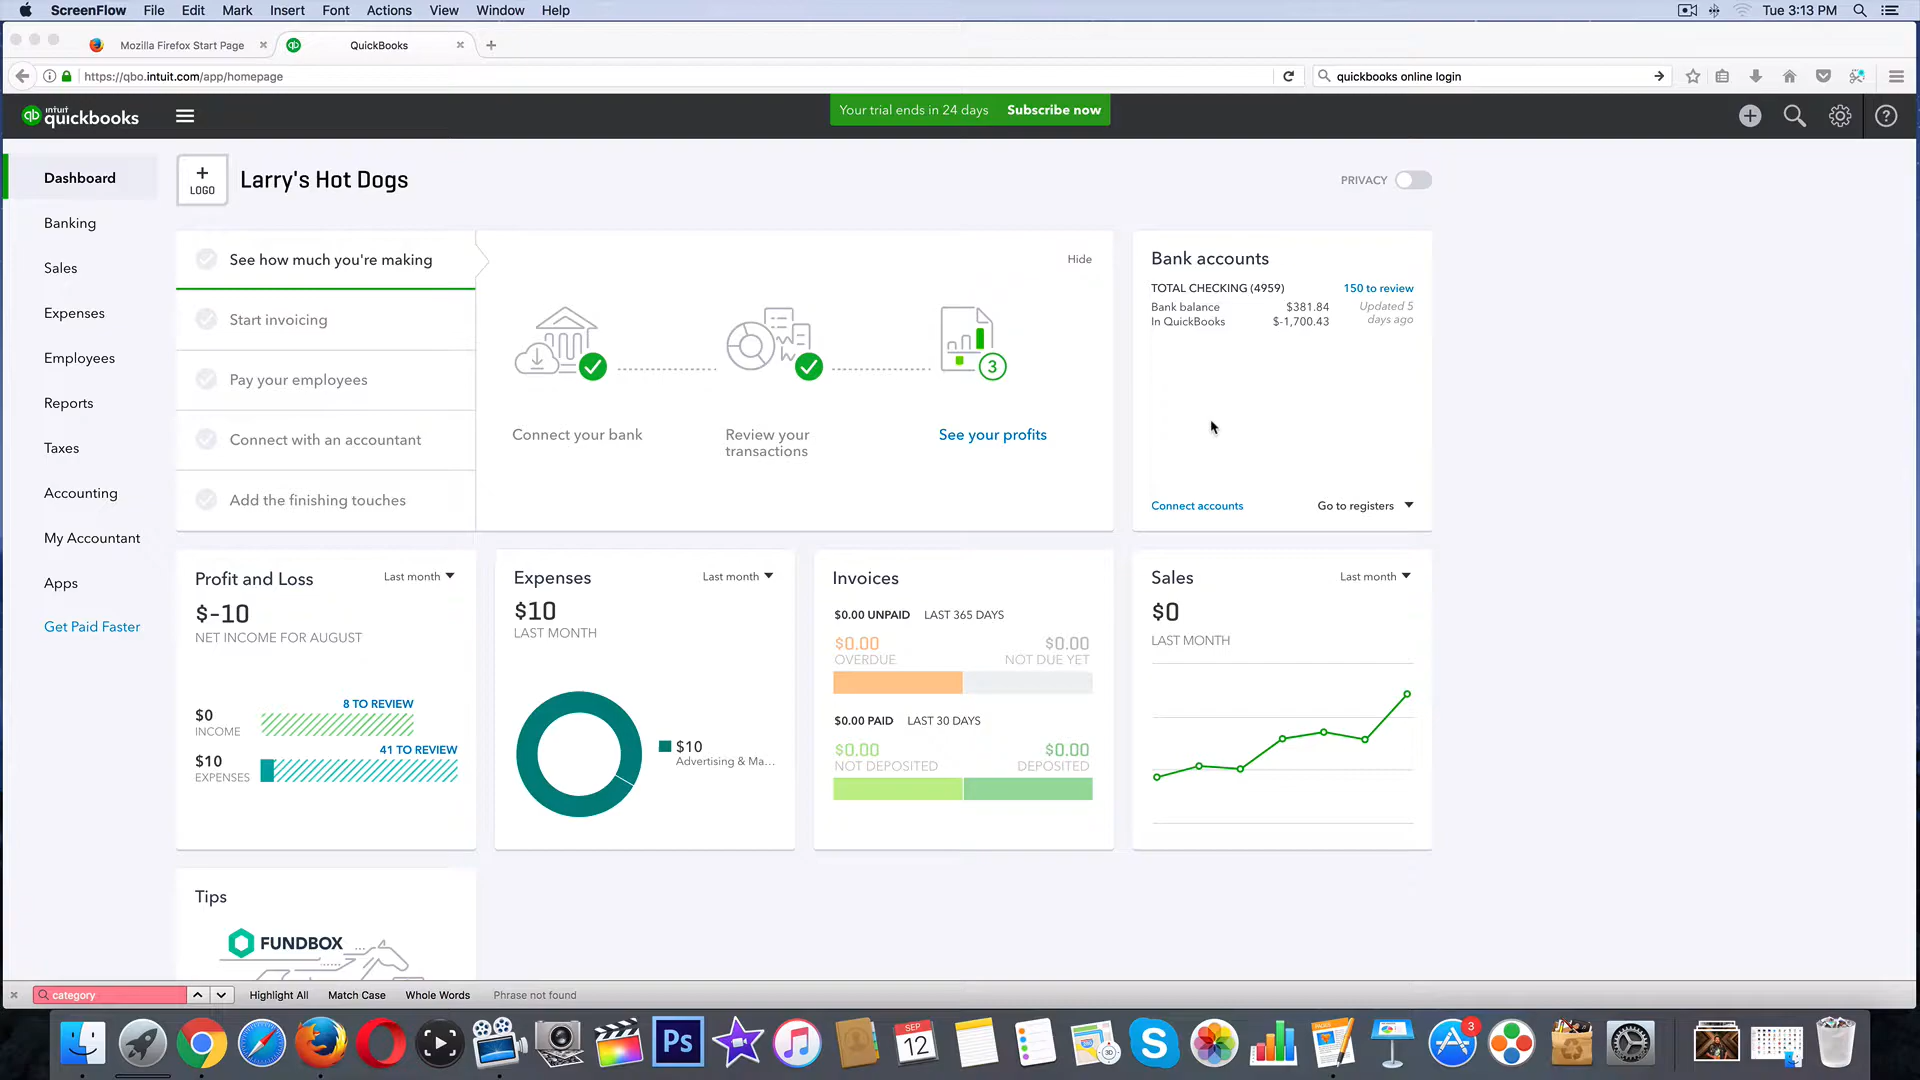 ScreenFlow File Edit Mark Insert Font Actions View Window Help Tue 3:13 PM
Mozilla Firefox Start Page QuickBooks
https://qbo.intuit.com/app/homepage quickbooks online login
intuit quickbooks
Your trial ends in 24 days Subscribe now
Dashboard
Banking
Sales
Expenses
Employees
Reports
Taxes
Accounting
My Accountant
Apps
Get Paid Faster
+
LOGO
Larry's Hot Dogs
PRIVACY
See how much you're making
Start invoicing
Pay your employees
Connect with an accountant
Add the finishing touches
Hide
3
Connect your bank
Review your
transactions
See your profits
Bank accounts
TOTAL CHECKING (4959) 150 to review
Bank balance $381.84 Updated 5
In QuickBooks $-1,700.43 days ago
Connect accounts Go to registers
Profit and Loss Last month
$-10
NET INCOME FOR AUGUST
8 TO REVIEW
$0
INCOME
41 TO REVIEW
$10
EXPENSES
Expenses Last month
$10
LAST MONTH
$10
Advertising & Ma...
Invoices
$0.00 UNPAID LAST 365 DAYS
$0.00 $0.00
OVERDUE NOT DUE YET
$0.00 PAID LAST 30 DAYS
$0.00 $0.00
NOT DEPOSITED DEPOSITED
Sales Last month
$0
LAST MONTH
Tips
FUNDBOX
category Highlight All Match Case Whole Words Phrase not found
Ps
SEP
12
3